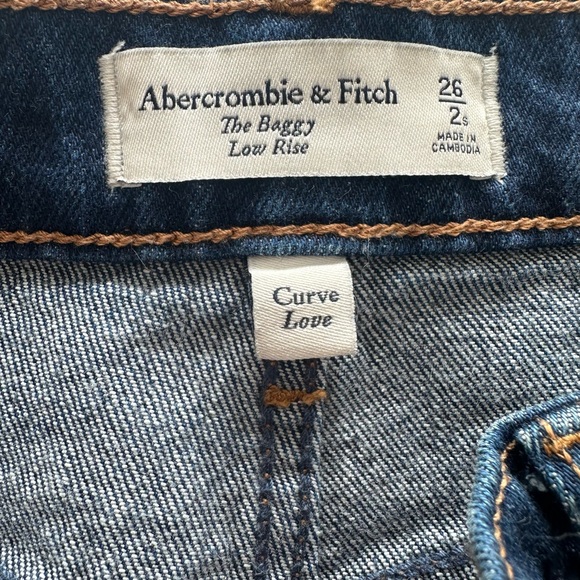 Abercrombie & Fitch
The Baggy
Low Rise
26
2s
MADE IN
CAMBODIA
Curve
Love